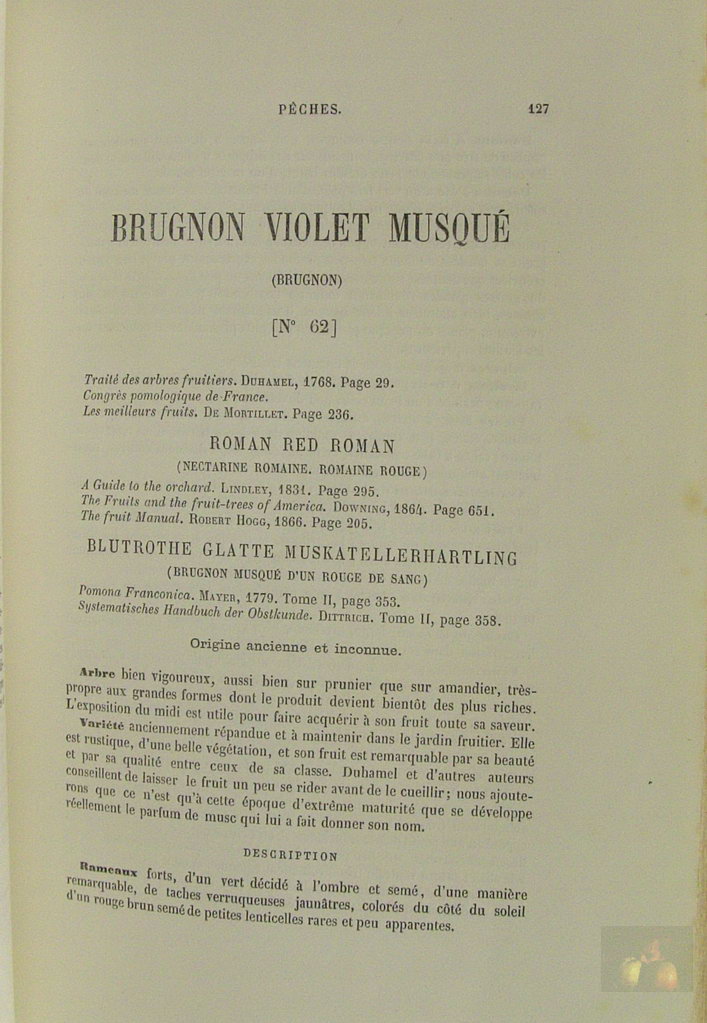 PÊCHES. 127
BRUGNON VIOLET MUSQUÉ
(BRUGNON)
[N° 62]
Traité des arbres fruitiers. DUHAMEL, 1768. Page 29.
Congrès pomologique de France.
Les meilleurs fruits. DE MORTILLET. Page 236.
ROMAN RED ROMAN
(NECTARINE ROMAINE. ROMAINE ROUGE)
A Guide to the orchard. LINDLEY, 1831. Page 295.
The Fruits and the fruit-trees of America. DOWNING, 1864. Page 651.
The fruit Manual. ROBERT HOGG, 1866. Page 205.
BLUTROTHE GLATTE MUSKATELLERHARTLING
(BRUGNON MUSQUÉ D'UN ROUGE DE SANG)
Pomona Franconica. MAYER, 1779. Tome II, page 353.
Systematisches Handbuch der Obstkunde. DITTRICH. Tome II, page 358.
Origine ancienne et inconnue.
Arbre bien vigoureux, aussi bien sur prunier que sur amandier, très-
propre aux grandes formes dont le produit devient bientôt des plus riches.
L'exposition du midi est utile pour faire acquérir à son fruit toute sa saveur.
Variété anciennement répandue et à maintenir dans le jardin fruitier. Elle
est rustique, d'une belle végétation, et son fruit est remarquable par sa beauté
et par sa qualité entre ceux de sa classe. Duhamel et d'autres auteurs
conseillent de laisser le fruit un peu se rider avant de le cueillir; nous ajoute-
rons que ce n'est qu'à cette époque d'extrême maturité que se développe
réellement le parfum de musc qui lui a fait donner son nom.
DESCRIPTION
Rameaux forts, d'un vert décidé à l'ombre et semé, d'une manière
remarquable, de taches verruqueuses jaunâtres, colorés du côté du soleil
d'un rouge brun semé de petites lenticelles rares et peu apparentes.